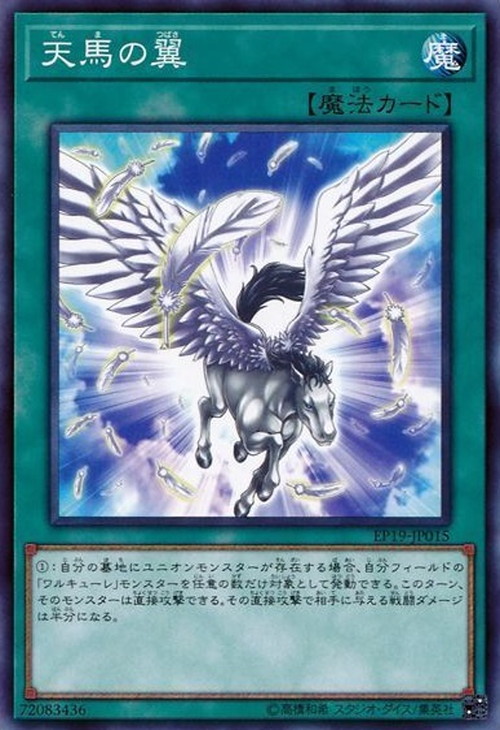 天馬の翼
魔
【魔法カード】
EP19-JP015
①:自分の墓地にユニオンモンスターが存在する場合、自分フィールドの
「ワルキューレ」モンスターを任意の数だけ対象として発動できる。このターン、
そのモンスターは直接攻撃できる。その直接攻撃で相手に与える戦闘ダメージ
は半分になる。
72083436
©高橋和希 スタジオ・ダイス/集英社